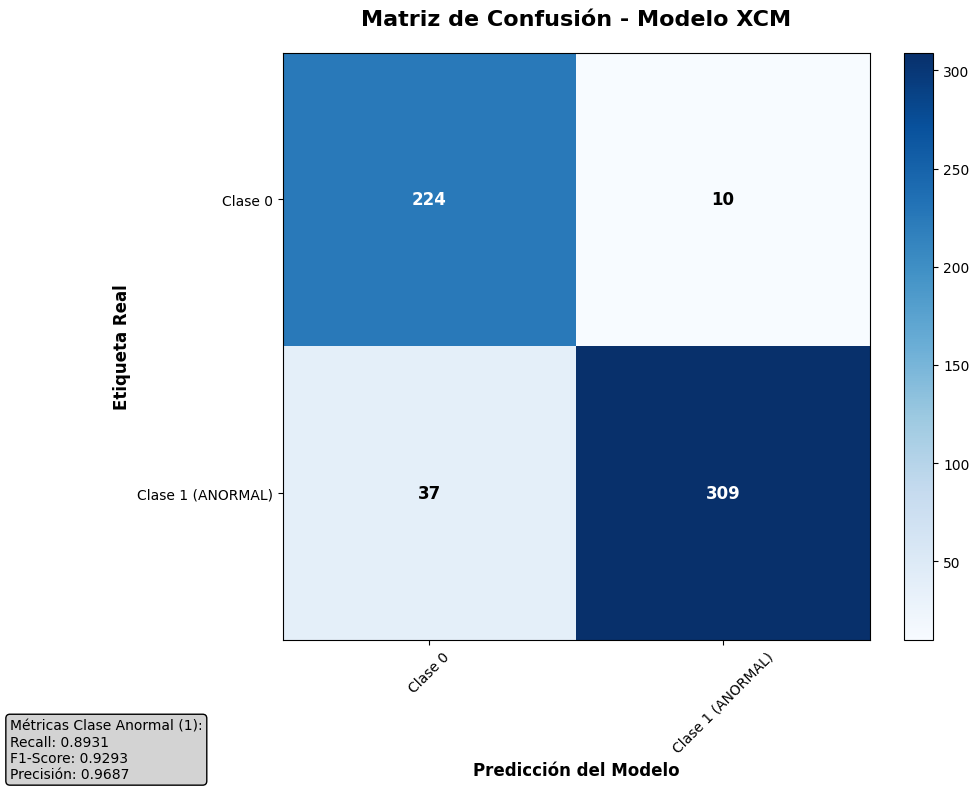 Matriz de Confusión - Modelo XCM
Etiqueta Real
Clase 0
Clase 1 (ANORMAL)
224
10
37
309
300
250
200
150
100
50
Clase 0
Clase 1 (ANORMAL)
Predicción del Modelo
Métricas Clase Anormal (1):
Recall: 0.8931
F1-Score: 0.9293
Precisión: 0.9687